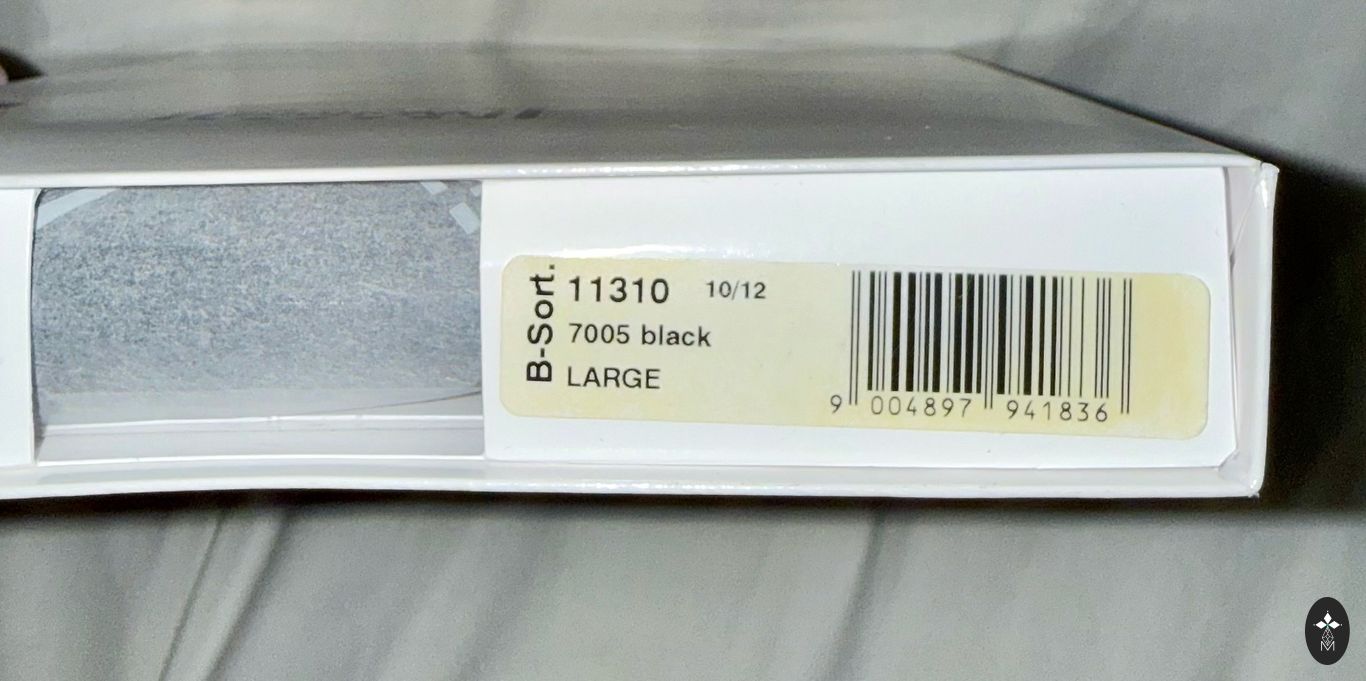 B-Sort.
11310 10/12
7005 black
LARGE
9 004897 941836